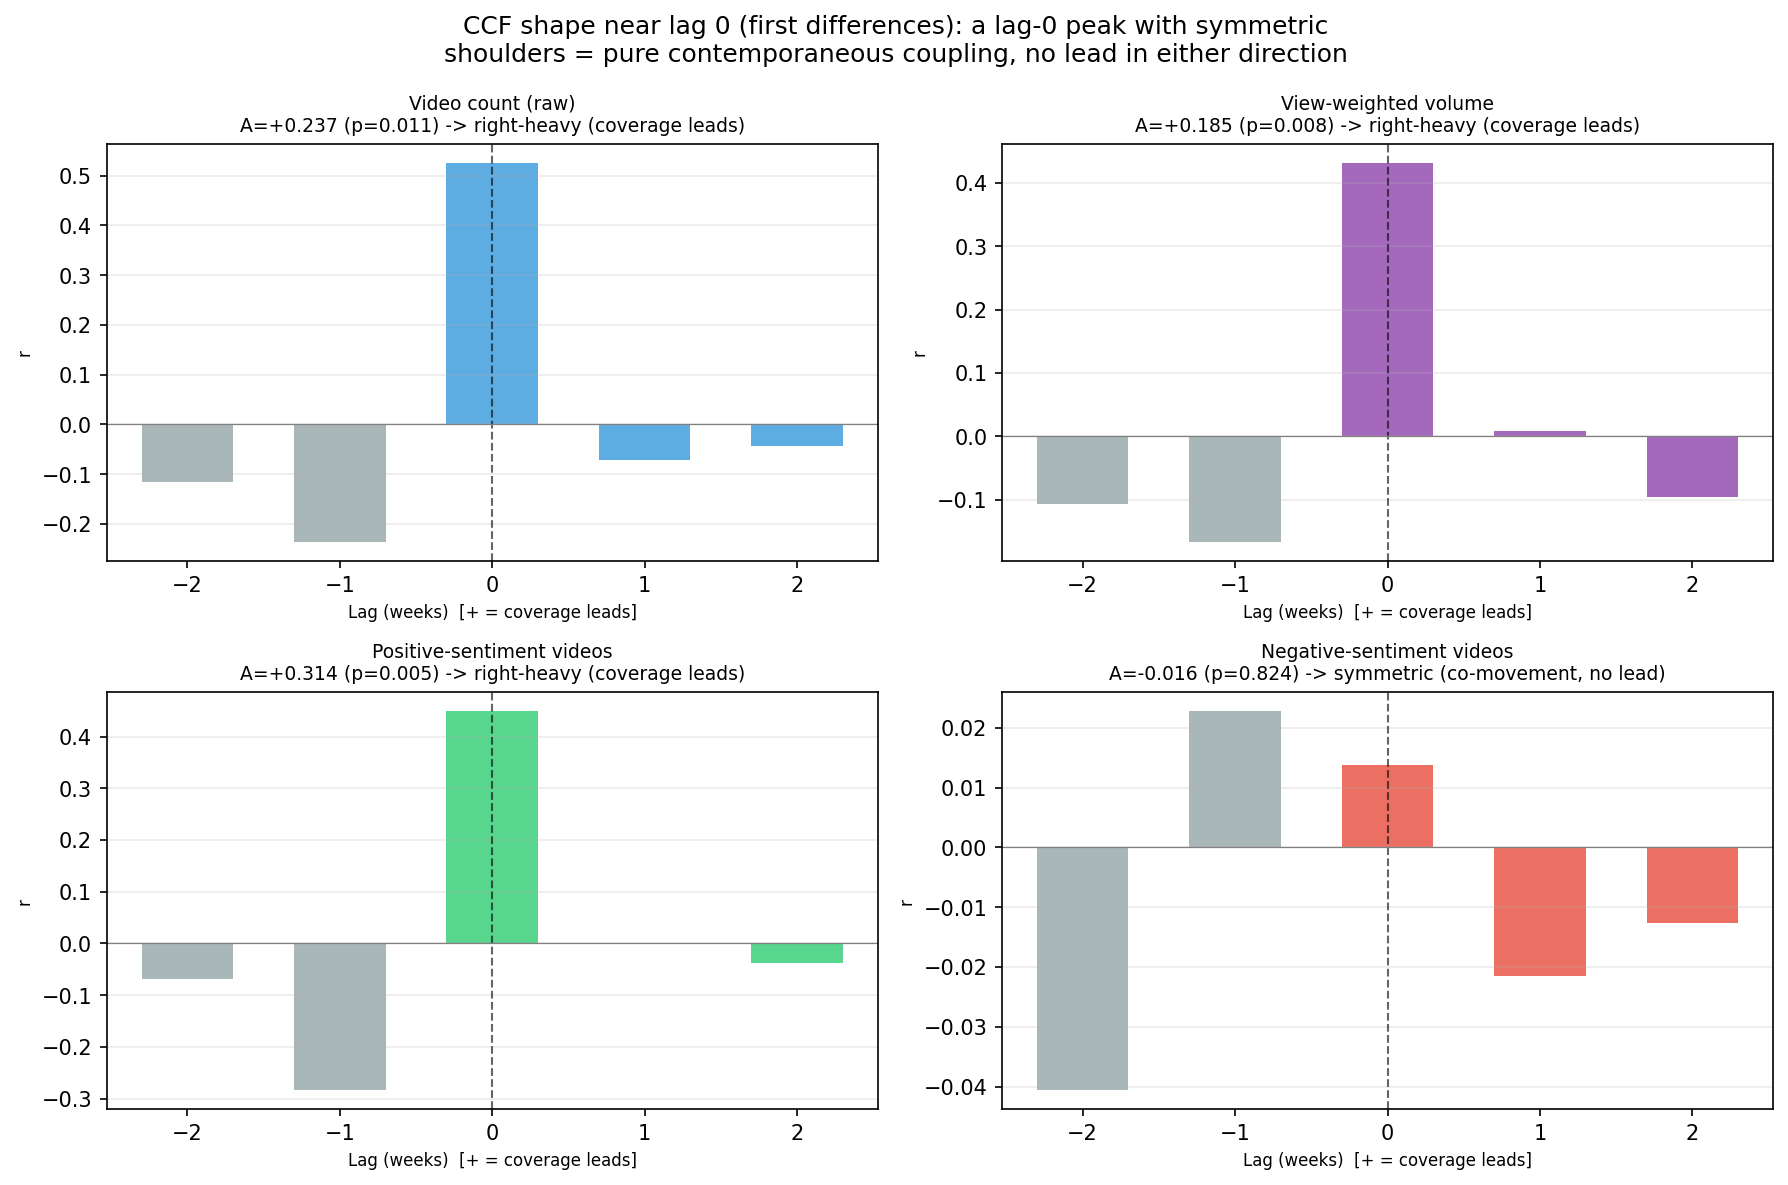 CCF shape near lag 0 (first differences): a lag-0 peak with symmetric
shoulders = pure contemporaneous coupling, no lead in either direction
Video count (raw)
A=+0.237 (p=0.011) -> right-heavy (coverage leads)
0.5
0.4
0.3
0.2
0.1
0.0
−0.1
−0.2
r
−2 −1 0 1 2
Lag (weeks)  [+ = coverage leads]
View-weighted volume
A=+0.185 (p=0.008) -> right-heavy (coverage leads)
0.4
0.3
0.2
0.1
0.0
−0.1
r
−2 −1 0 1 2
Lag (weeks)  [+ = coverage leads]
Positive-sentiment videos
A=+0.314 (p=0.005) -> right-heavy (coverage leads)
0.4
0.3
0.2
0.1
0.0
−0.1
−0.2
−0.3
r
−2 −1 0 1 2
Lag (weeks)  [+ = coverage leads]
Negative-sentiment videos
A=-0.016 (p=0.824) -> symmetric (co-movement, no lead)
0.02
0.01
0.00
−0.01
−0.02
−0.03
−0.04
r
−2 −1 0 1 2
Lag (weeks)  [+ = coverage leads]